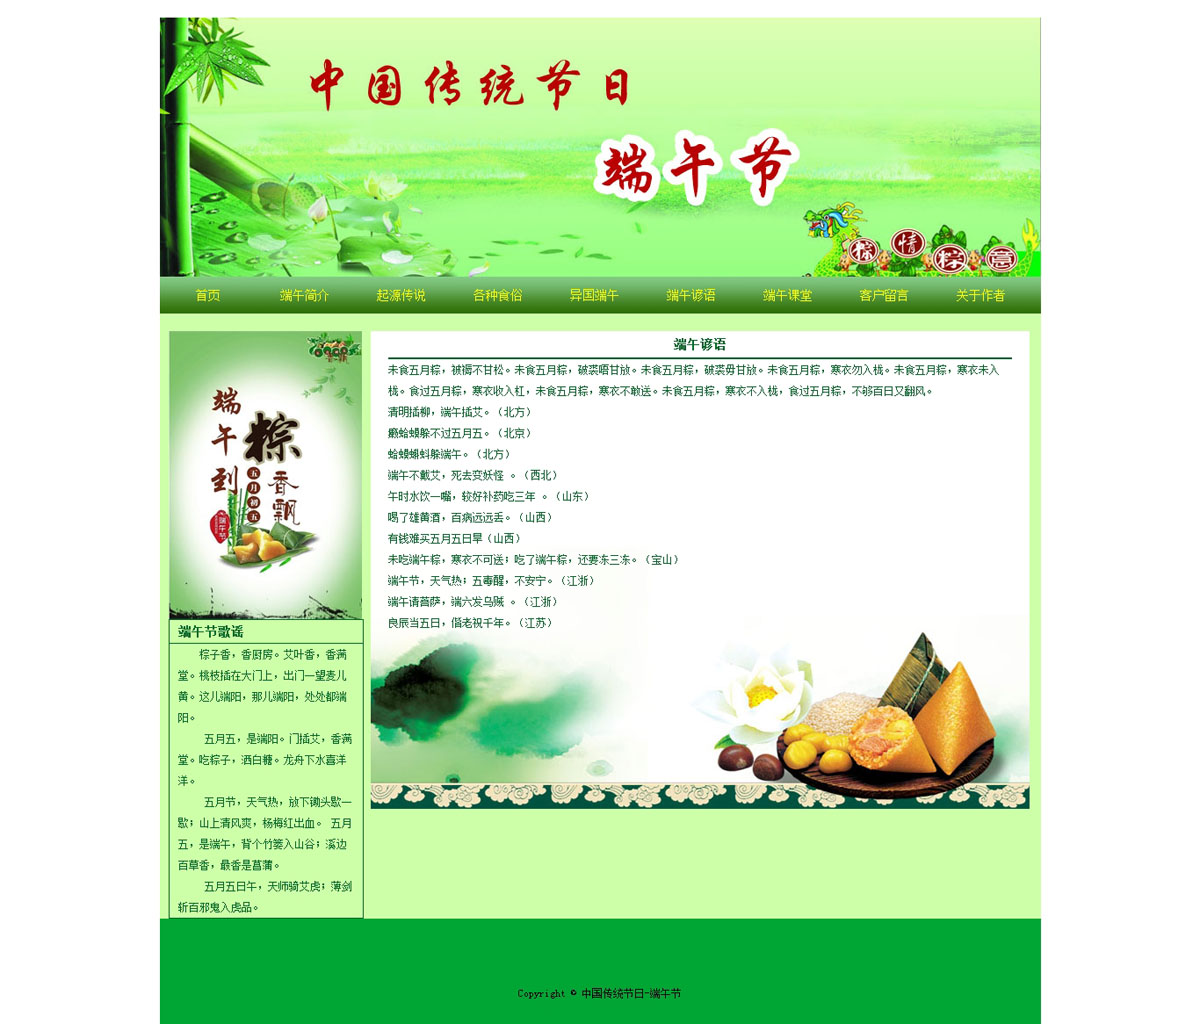 中国传统节日
端午节
粽情粽意
首页 端午简介 起源传说 各种食俗 异国端午 端午谚语 端午课堂 客户留言 关于作者
端午到
粽香飘
五月初五
端午节
端午节歌谣
粽子香，香厨房。艾叶香，香满
堂。桃枝插在大门上，出门一望麦儿
黄。这儿端阳，那儿端阳，处处都端
阳。
五月五，是端阳。门插艾，香满
堂。吃粽子，洒白糖。龙舟下水喜洋
洋。
五月节，天气热，放下锄头歇一
歇；山上清风爽，杨梅红出血。 五月
五，是端午，背个竹篓入山谷；溪边
百草香，最香是菖蒲。
五月五日午，天师骑艾虎；薄剑
斩百邪鬼入虎品。
端午谚语
未食五月粽，被褥不甘松。未食五月粽，破裘唔甘放。未食五月粽，破裘毋甘放。未食五月粽，寒衣勿入栊。未食五月粽，寒衣未入
栊。食过五月粽，寒衣收入杠，未食五月粽，寒衣不敢送。未食五月粽，寒衣不入栊，食过五月粽，不够百日又翻风。
清明插柳，端午插艾。（北方）
癞蛤蟆躲不过五月五。（北京）
蛤蟆蝌蚪躲端午。（北方）
端午不戴艾，死去变妖怪 。（西北）
午时水饮一嘴，较好补药吃三年 。（山东）
喝了雄黄酒，百病远远丢。（山西）
有钱难买五月五日旱（山西）
未吃端午粽，寒衣不可送；吃了端午粽，还要冻三冻。（宝山）
端午节，天气热；五毒醒，不安宁。（江浙）
端午请菩萨，端六发乌贼 。（江浙）
良辰当五日，偕老祝千年。（江苏）
Copyright © 中国传统节日-端午节